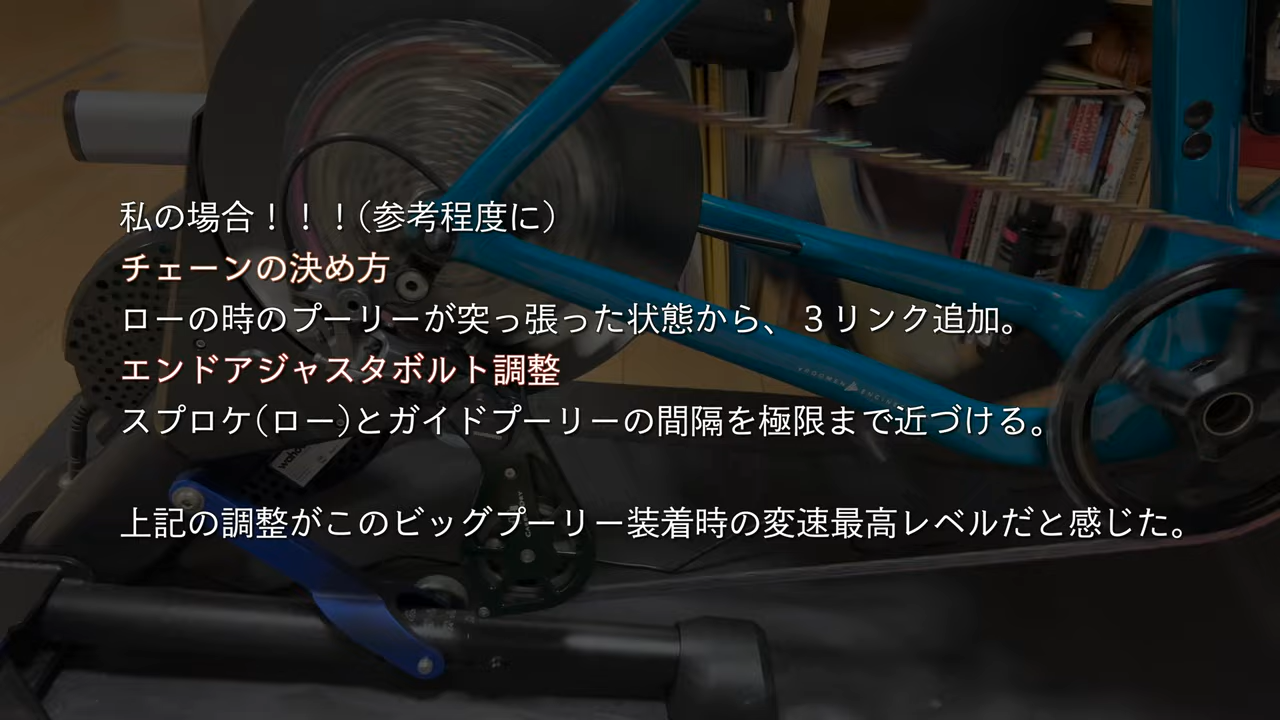 私の場合！！！(参考程度に)
チェーンの決め方
ローの時のプーリーが突っ張った状態から、３リンク追加。
エンドアジャスタボルト調整
スプロケ(ロー)とガイドプーリーの間隔を極限まで近づける。
上記の調整がこのビッグプーリー装着時の変速最高レベルだと感じた。